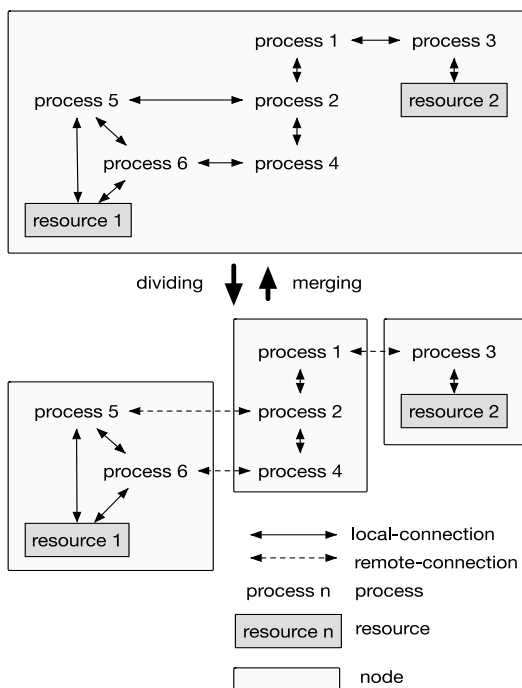 process 1 process 3
process 5 process 2 resource 2
process 6 process 4
resource 1
dividing merging
process 1 process 3
process 5 process 2 resource 2
process 6 process 4
resource 1
local-connection
remote-connection
process n process
resource n resource
node